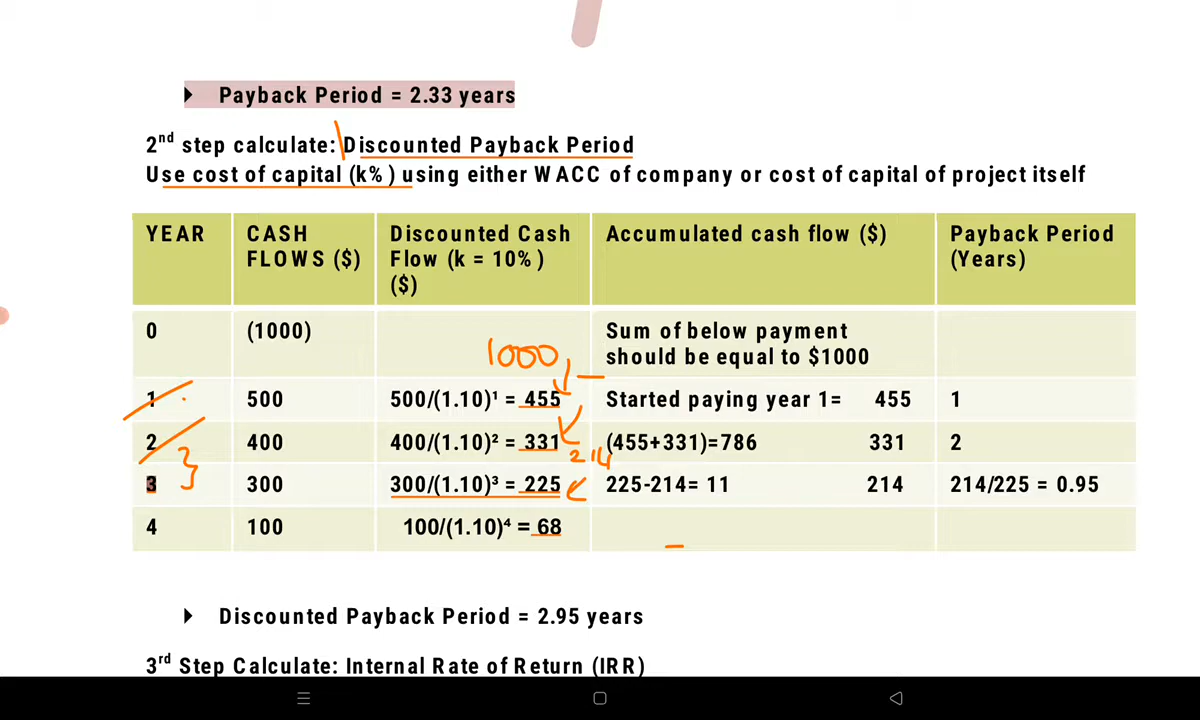 Payback Period = 2.33 years
2nd step calculate: Discounted Payback Period
Use cost of capital (k%) using either WACC of company or cost of capital of project itself
YEAR CASH FLOWS ($) Discounted Cash Flow (k = 10%) ($) Accumulated cash flow ($) Payback Period (Years)
0 (1000) Sum of below payment should be equal to $1000
1000
1 500 500/(1.10)¹ = 455 Started paying year 1= 455 1
2 400 400/(1.10)² = 331 (455+331)=786 331 2
214
3 300 300/(1.10)³ = 225 225-214= 11 214 214/225 = 0.95
4 100 100/(1.10)⁴ = 68
Discounted Payback Period = 2.95 years
3rd Step Calculate: Internal Rate of Return (IRR)